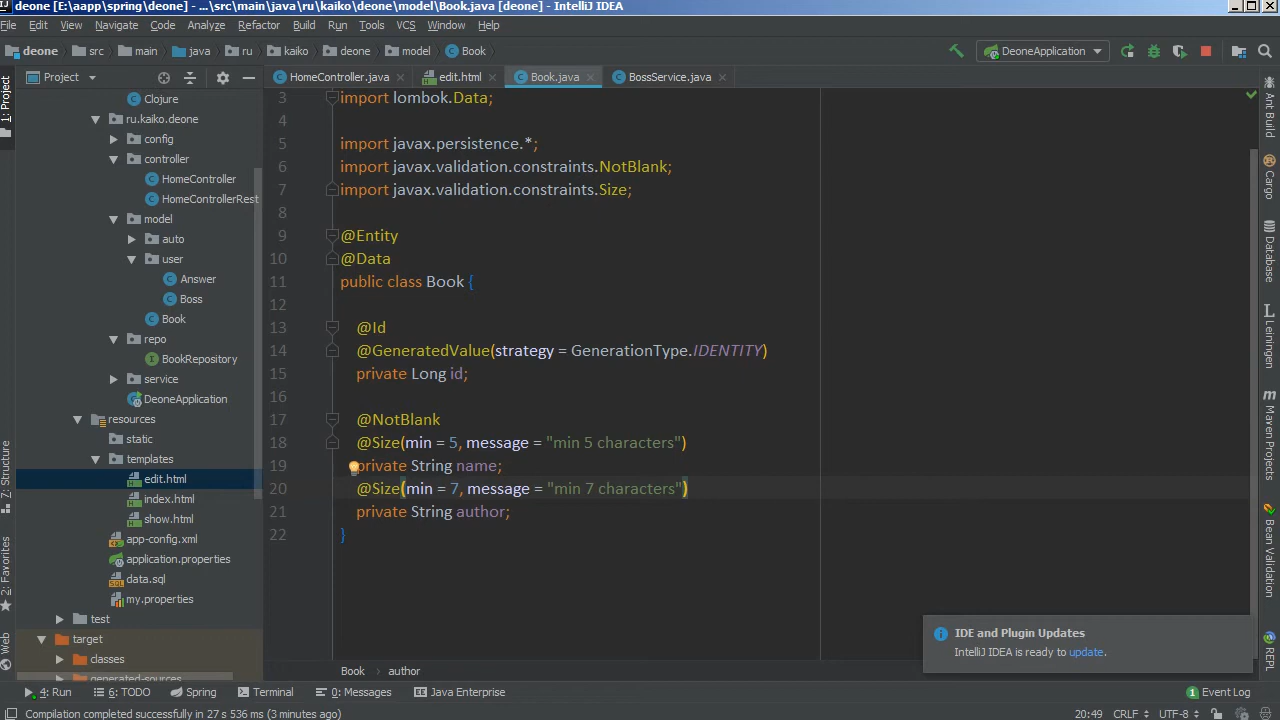 deone [E:\aapp\spring\deone] - ...\src\main\java\ru\kaiko\deone\model\Book.java [deone] - IntelliJ IDEA
File Edit View Navigate Code Analyze Refactor Build Run Tools VCS Window Help
deone src main java ru kaiko deone model Book DeoneApplication
Project HomeController.java edit.html Book.java BossService.java
1: Project
7: Structure
2: Favorites
Web
Clojure
ru.kaiko.deone
config
controller
HomeController
HomeControllerRest
model
auto
user
Answer
Boss
Book
repo
BookRepository
service
DeoneApplication
resources
static
templates
edit.html
index.html
show.html
app-config.xml
application.properties
data.sql
my.properties
test
target
classes
generated-sources
3 import lombok.Data;
4
5 import javax.persistence.*;
6 import javax.validation.constraints.NotBlank;
7 import javax.validation.constraints.Size;
8
9 @Entity
10 @Data
11 public class Book {
12
13 @Id
14 @GeneratedValue(strategy = GenerationType.IDENTITY)
15 private Long id;
16
17 @NotBlank
18 @Size(min = 5, message = "min 5 characters")
19 private String name;
20 @Size(min = 7, message = "min 7 characters")
21 private String author;
22 }
Ant Build
Cargo
Database
Leiningen
Maven Projects
Bean Validation
REPL
IDE and Plugin Updates
IntelliJ IDEA is ready to update.
Book author
4: Run 6: TODO Spring Terminal 0: Messages Java Enterprise 1 Event Log
Compilation completed successfully in 27 s 536 ms (3 minutes ago) 20:49 CRLF UTF-8